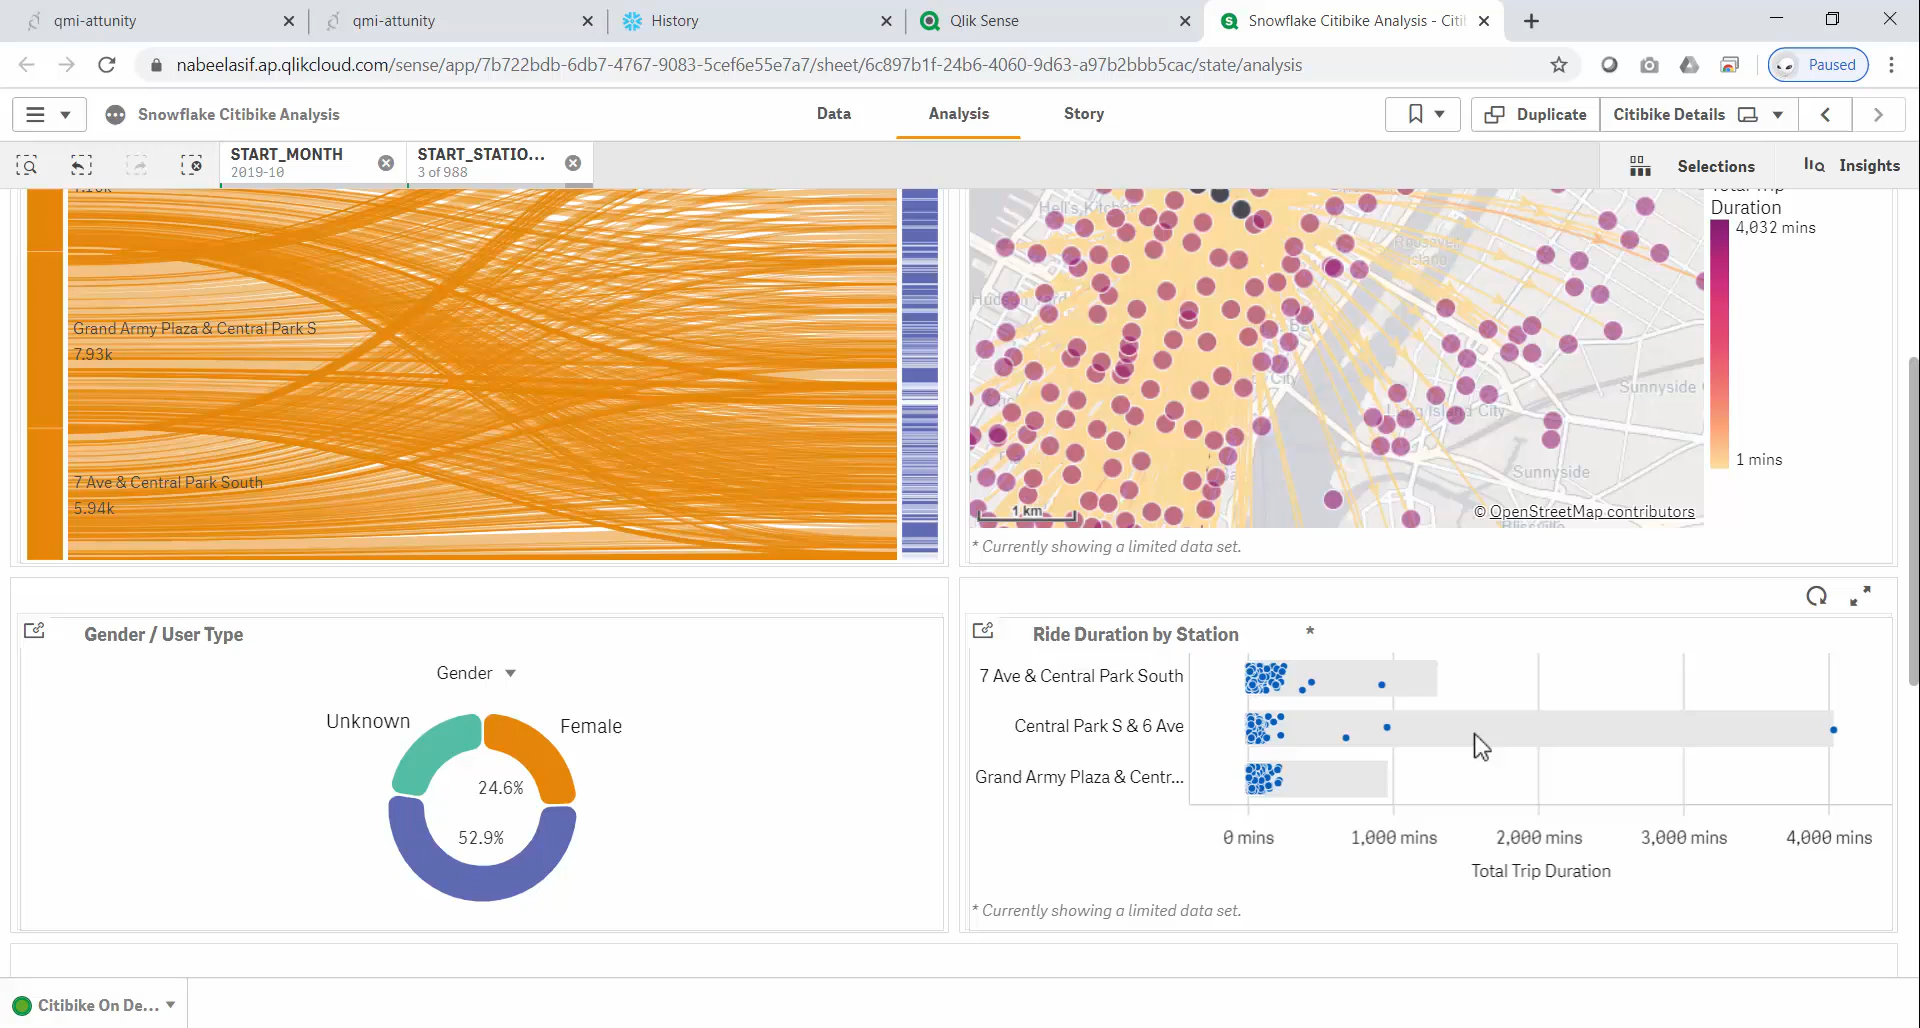 qmi-attunity
qmi-attunity
History
Qlik Sense
Snowflake Citibike Analysis - Citi
nabeelasif.ap.qlikcloud.com/sense/app/7b722bdb-6db7-4767-9083-5cef6e55e7a7/sheet/6c897b1f-24b6-4060-9d63-a97b2bbb5cac/state/analysis
Paused
Snowflake Citibike Analysis
Data
Analysis
Story
Duplicate
Citibike Details
START_MONTH
2019-10
START_STATIO...
3 of 988
Selections
Insights
Grand Army Plaza & Central Park S
7.93k
7 Ave & Central Park South
5.94k
Hell's Kitchen
Roosevelt
Island
Sunnyside
Long Island City
Sunnyside
1 km
© OpenStreetMap contributors
Total Trip
Duration
4,032 mins
1 mins
* Currently showing a limited data set.
Gender / User Type
Gender
Unknown
Female
24.6%
52.9%
Ride Duration by Station *
7 Ave & Central Park South
Central Park S & 6 Ave
Grand Army Plaza & Centr...
0 mins
1,000 mins
2,000 mins
3,000 mins
4,000 mins
Total Trip Duration
* Currently showing a limited data set.
Citibike On De...